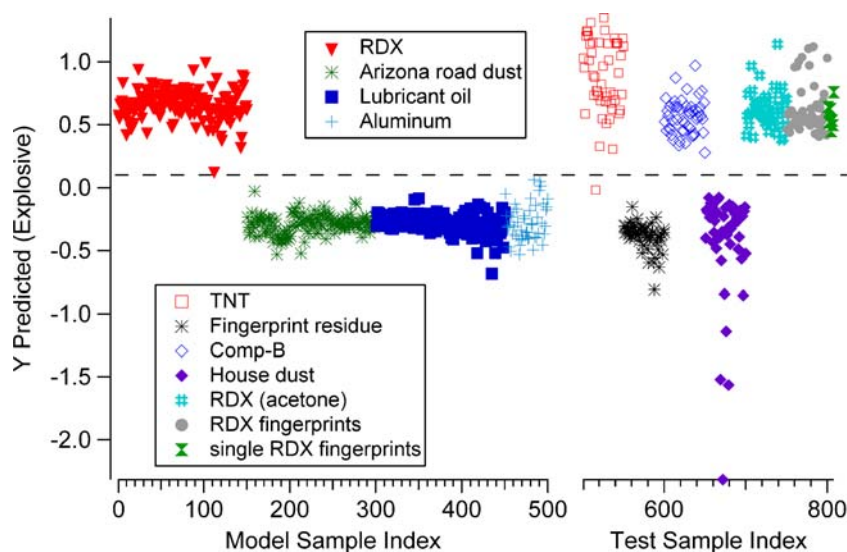 Y Predicted (Explosive)
1.0
0.5
0.0
-0.5
-1.0
-1.5
-2.0
RDX
Arizona road dust
Lubricant oil
Aluminum
TNT
Fingerprint residue
Comp-B
House dust
RDX (acetone)
RDX fingerprints
single RDX fingerprints
0 100 200 300 400 500 600 800
Model Sample Index Test Sample Index